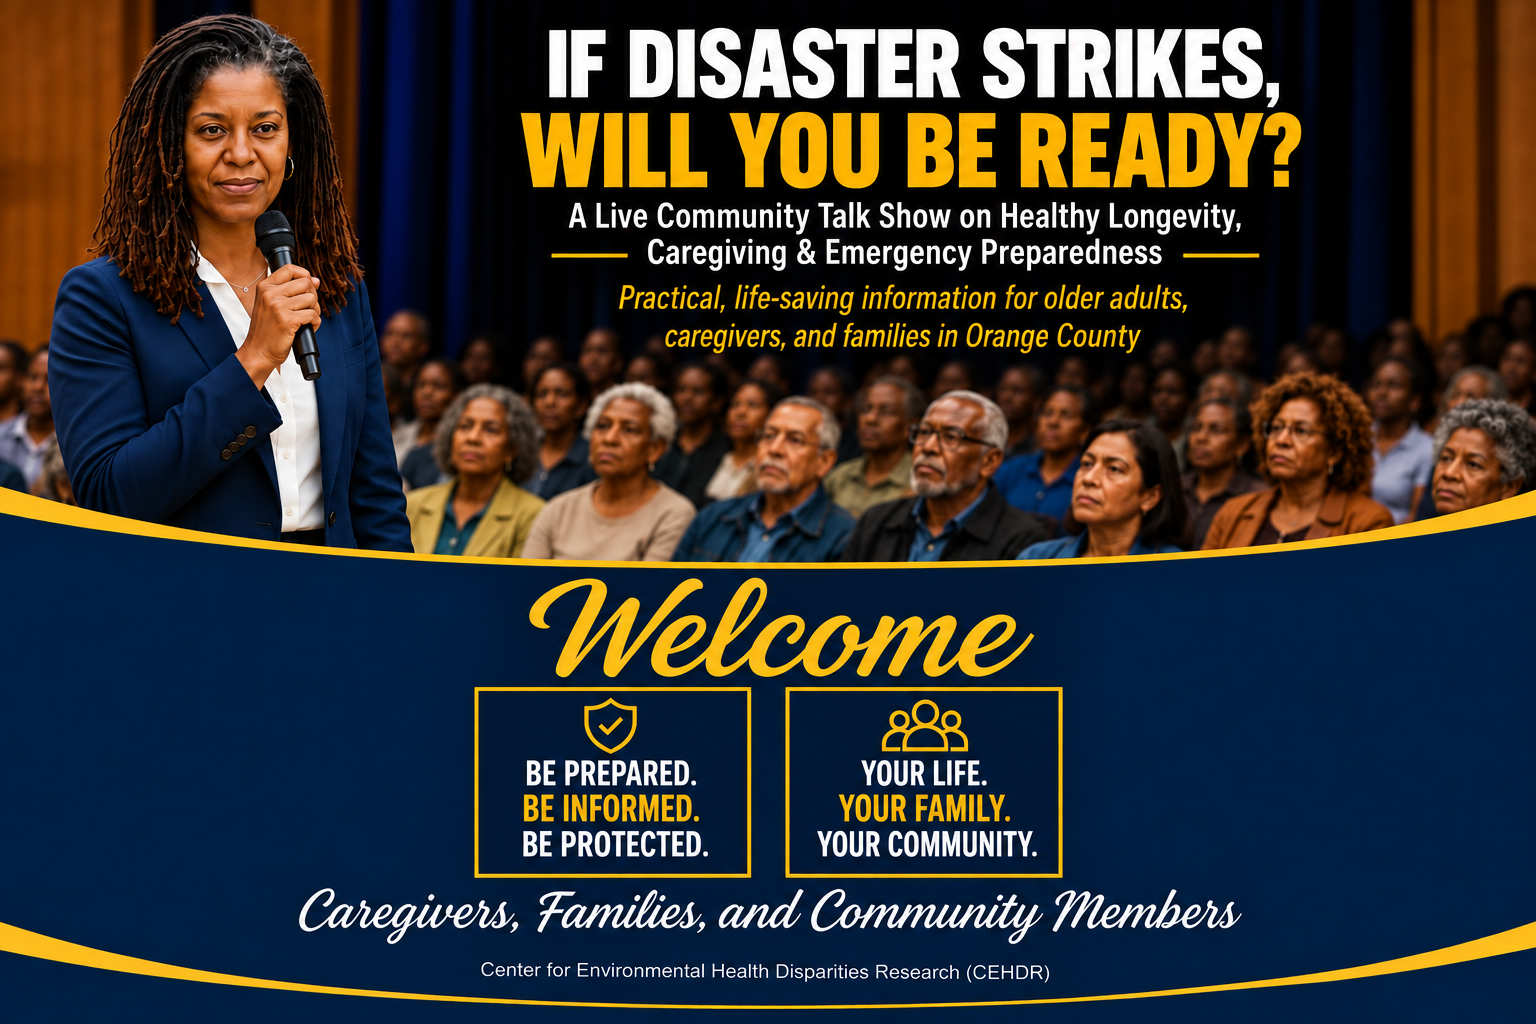 IF DISASTER STRIKES,
WILL YOU BE READY?
A Live Community Talk Show on Healthy Longevity,
Caregiving & Emergency Preparedness
Practical, life-saving information for older adults,
caregivers, and families in Orange County
Welcome
BE PREPARED.
BE INFORMED.
BE PROTECTED.
YOUR LIFE.
YOUR FAMILY.
YOUR COMMUNITY.
Caregivers, Families, and Community Members
Center for Environmental Health Disparities Research (CEHDR)